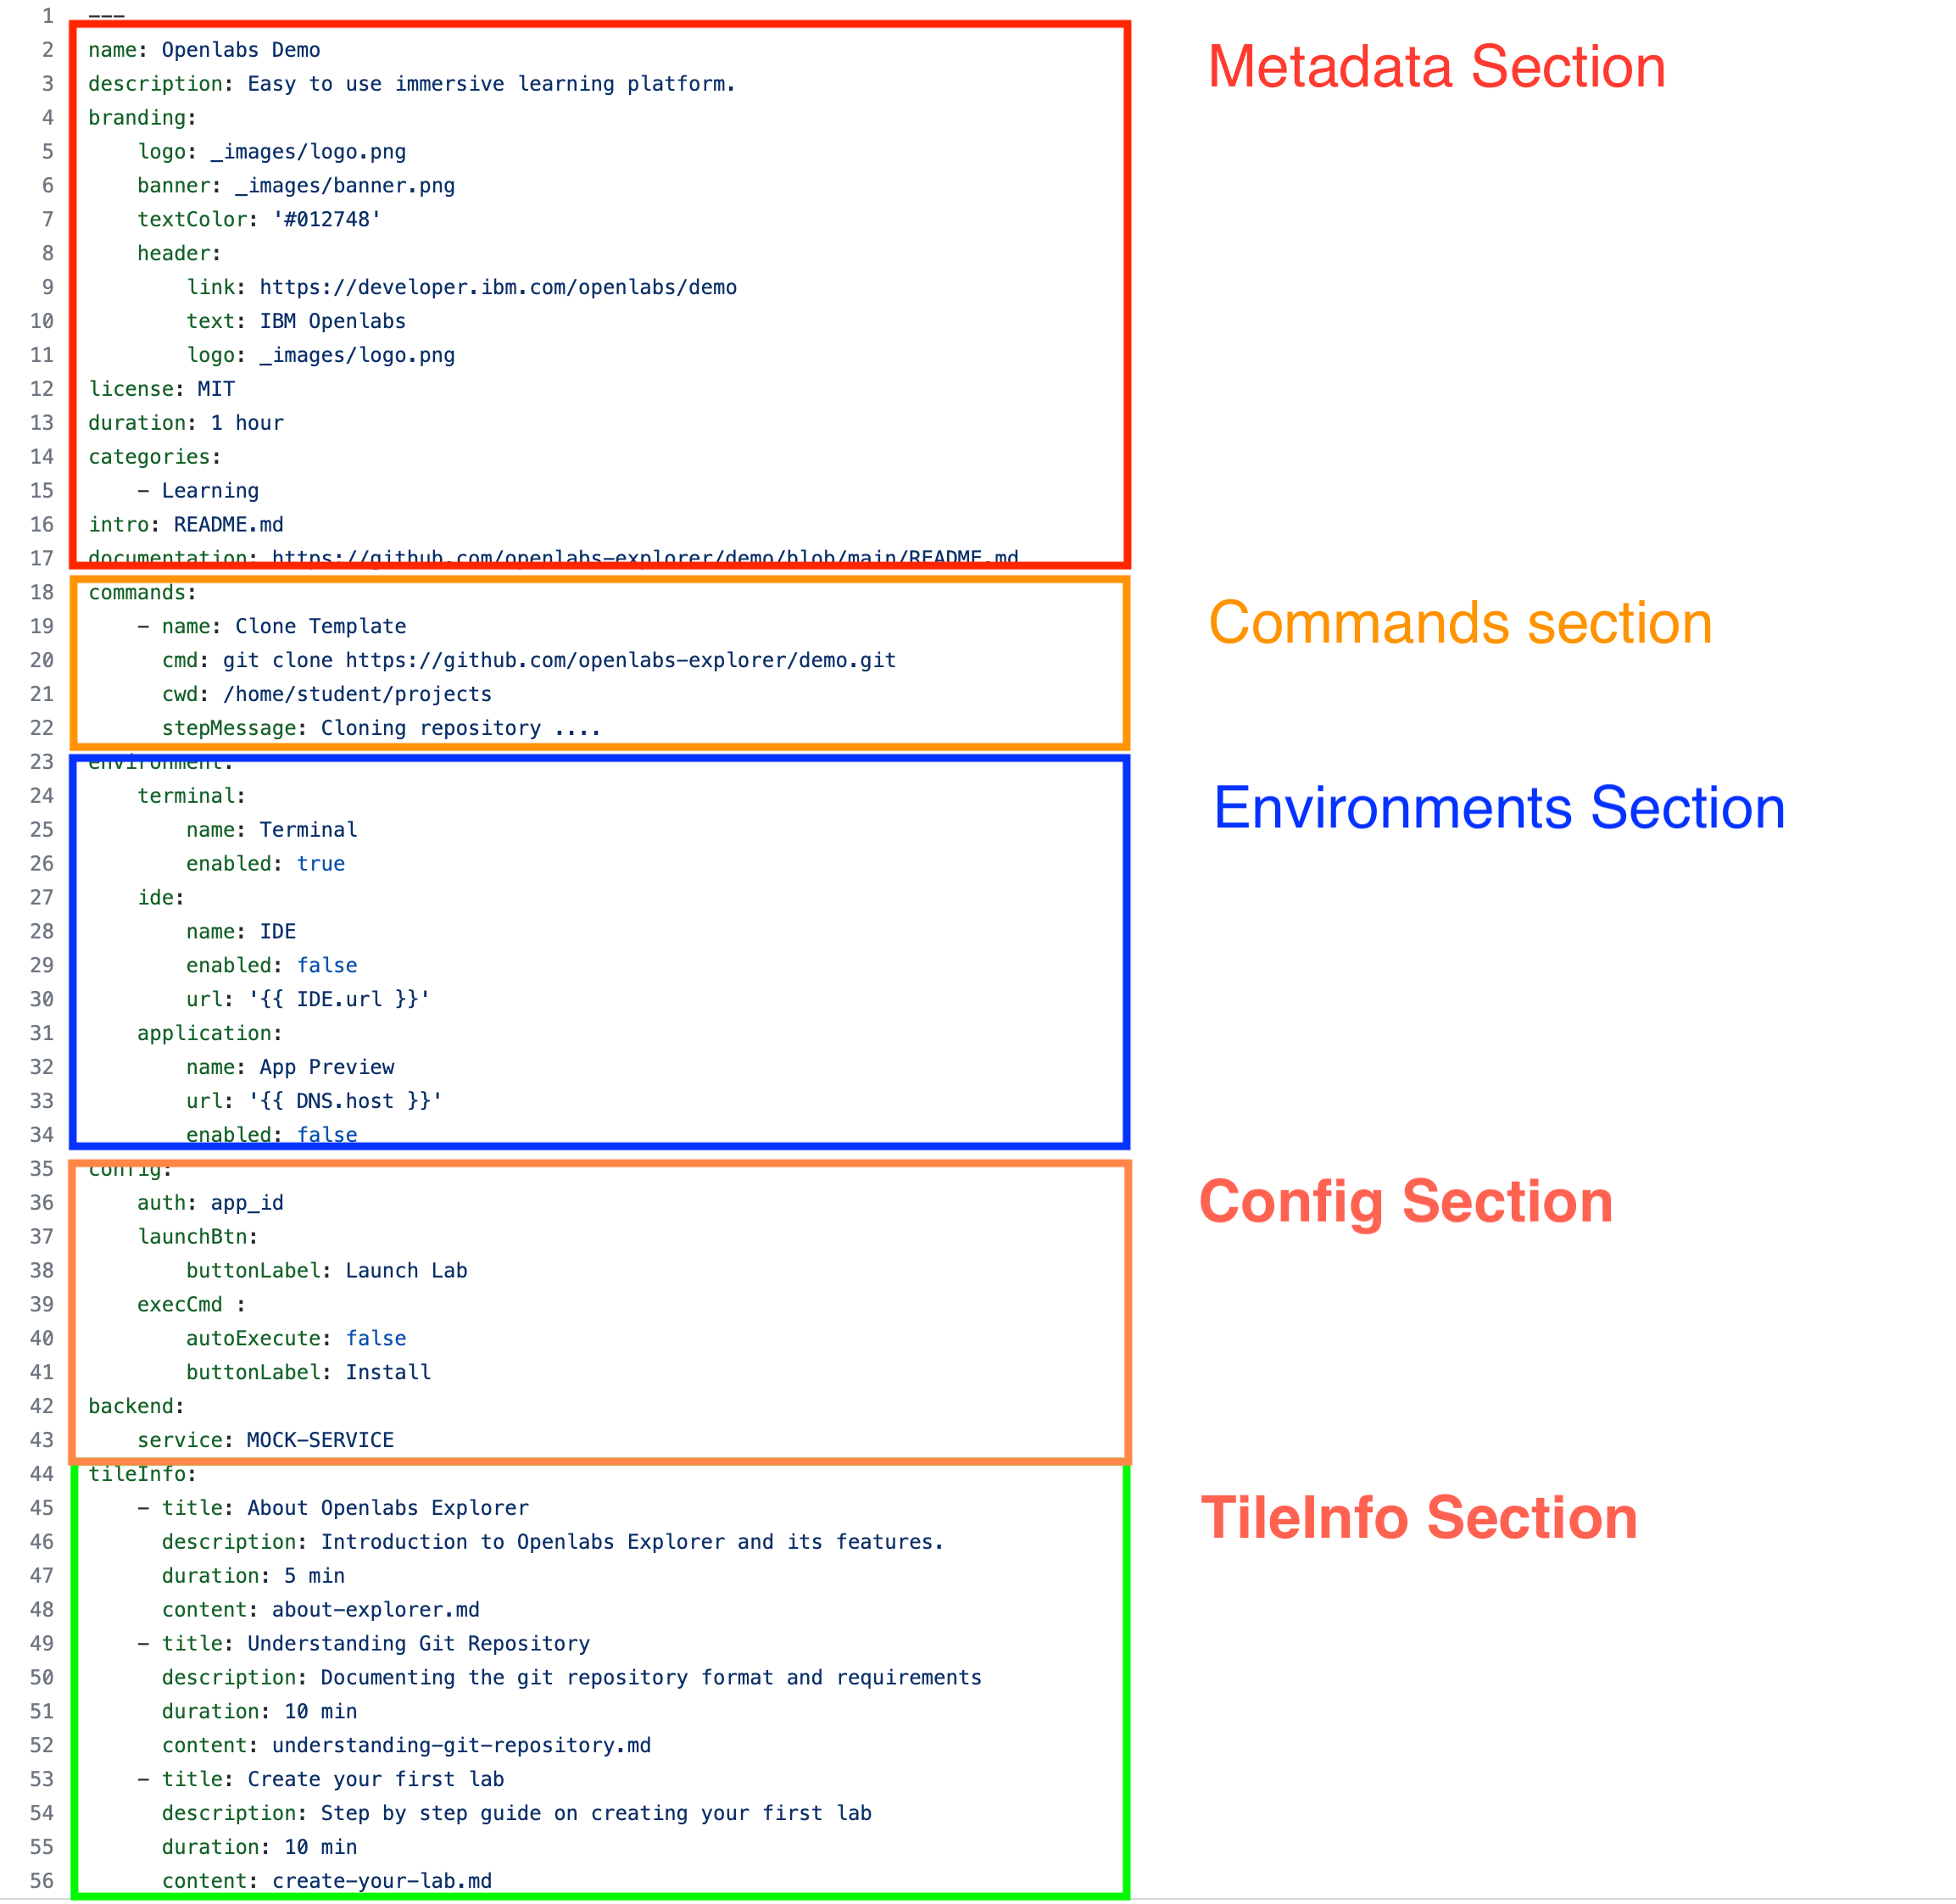 1 ---
2 name: Openlabs Demo
3 description: Easy to use immersive learning platform.
4 branding:
5     logo: _images/logo.png
6     banner: _images/banner.png
7     textColor: '#012748'
8     header:
9         link: https://developer.ibm.com/openlabs/demo
10         text: IBM Openlabs
11         logo: _images/logo.png
12 license: MIT
13 duration: 1 hour
14 categories:
15     - Learning
16 intro: README.md
17 documentation: https://github.com/openlabs-explorer/demo/blob/main/README.md
Metadata Section
18 commands:
19     - name: Clone Template
20       cmd: git clone https://github.com/openlabs-explorer/demo.git
21       cwd: /home/student/projects
22       stepMessage: Cloning repository ....
Commands section
23 environment:
24     terminal:
25         name: Terminal
26         enabled: true
27     ide:
28         name: IDE
29         enabled: false
30         url: '{{ IDE.url }}'
31     application:
32         name: App Preview
33         url: '{{ DNS.host }}'
34         enabled: false
Environments Section
35 config:
36     auth: app_id
37     launchBtn:
38         buttonLabel: Launch Lab
39     execCmd :
40         autoExecute: false
41         buttonLabel: Install
42 backend:
43     service: MOCK-SERVICE
Config Section
44 tileInfo:
45     - title: About Openlabs Explorer
46       description: Introduction to Openlabs Explorer and its features.
47       duration: 5 min
48       content: about-explorer.md
49     - title: Understanding Git Repository
50       description: Documenting the git repository format and requirements
51       duration: 10 min
52       content: understanding-git-repository.md
53     - title: Create your first lab
54       description: Step by step guide on creating your first lab
55       duration: 10 min
56       content: create-your-lab.md
TileInfo Section